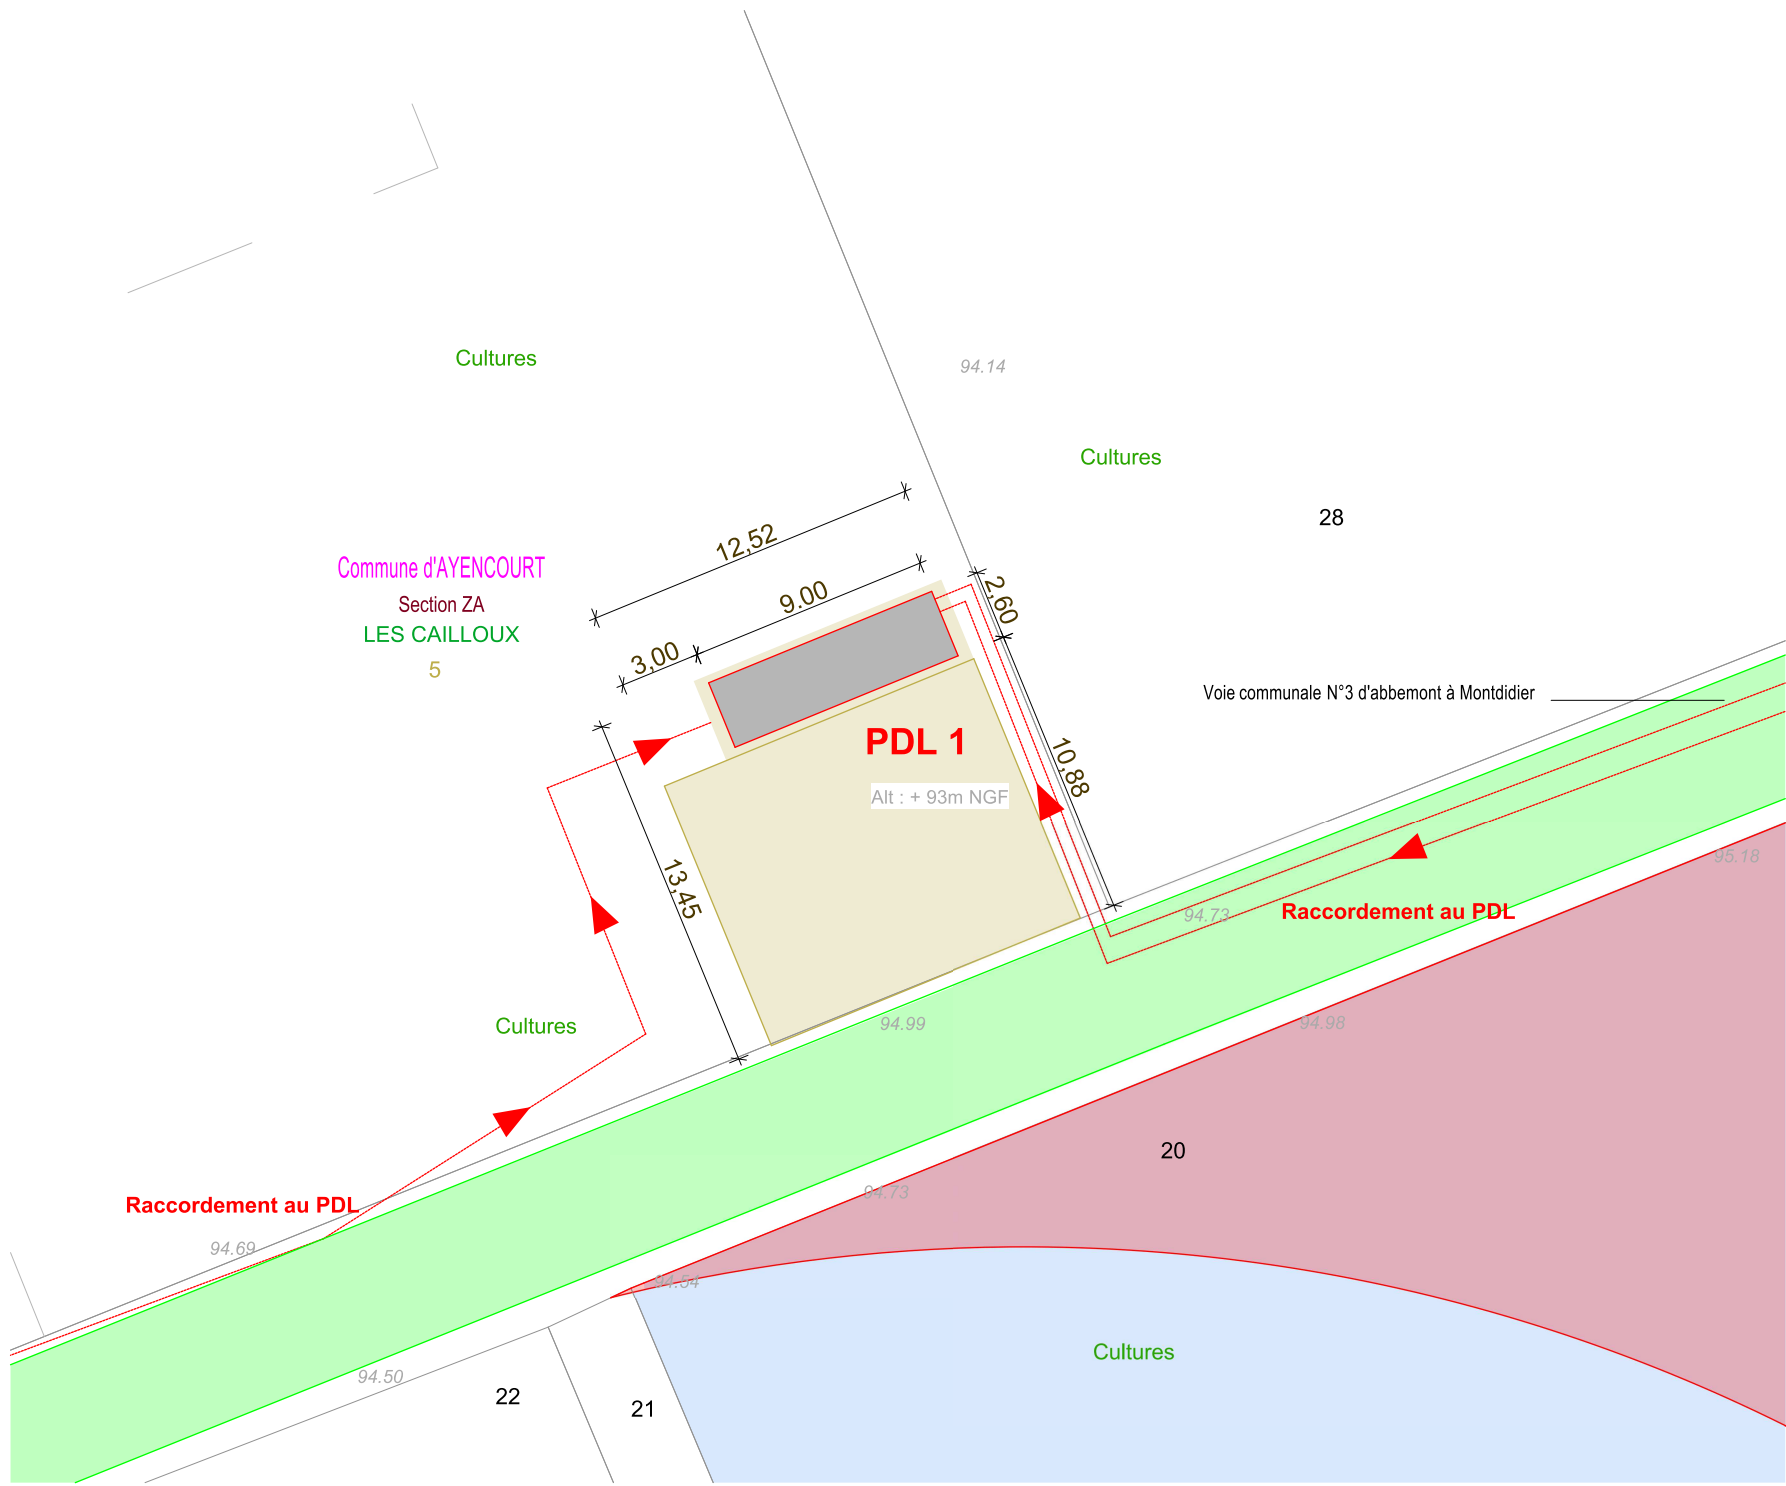 Cultures
94.14
Cultures
28
12,52
Commune d'AYENCOURT
Section ZA
LES CAILLOUX
5
9.00
2,60
3,00
Voie communale N°3 d'abbemont à Montdidier
PDL 1
10,88
Alt : + 93m NGF
95.18
13,45
94.73
Raccordement au PDL
Cultures
94.99
94.98
20
94.73
Raccordement au PDL
94.69
94.54
Cultures
94.50
22
21